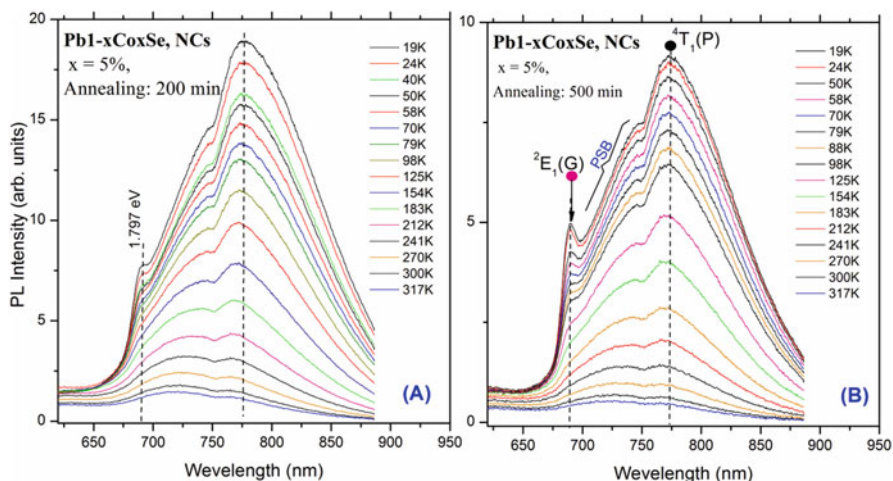 Pb1-xCoxSe, NCs
x = 5%,
Annealing: 200 min
1.797 eV
19K
24K
40K
50K
58K
70K
79K
98K
125K
154K
183K
212K
241K
270K
300K
317K
(A)
PL Intensity (arb. units)
20
15
10
5
0
650 700 750 800 850 900 950
Wavelength (nm)
Pb1-xCoxSe, NCs
x = 5%,
Annealing: 500 min
⁴T₁(P)
²E₁(G)
PSB
19K
24K
50K
58K
70K
79K
88K
98K
125K
154K
183K
212K
241K
270K
300K
317K
(B)
10
5
0
650 700 750 800 850 900 950
Wavelength (nm)